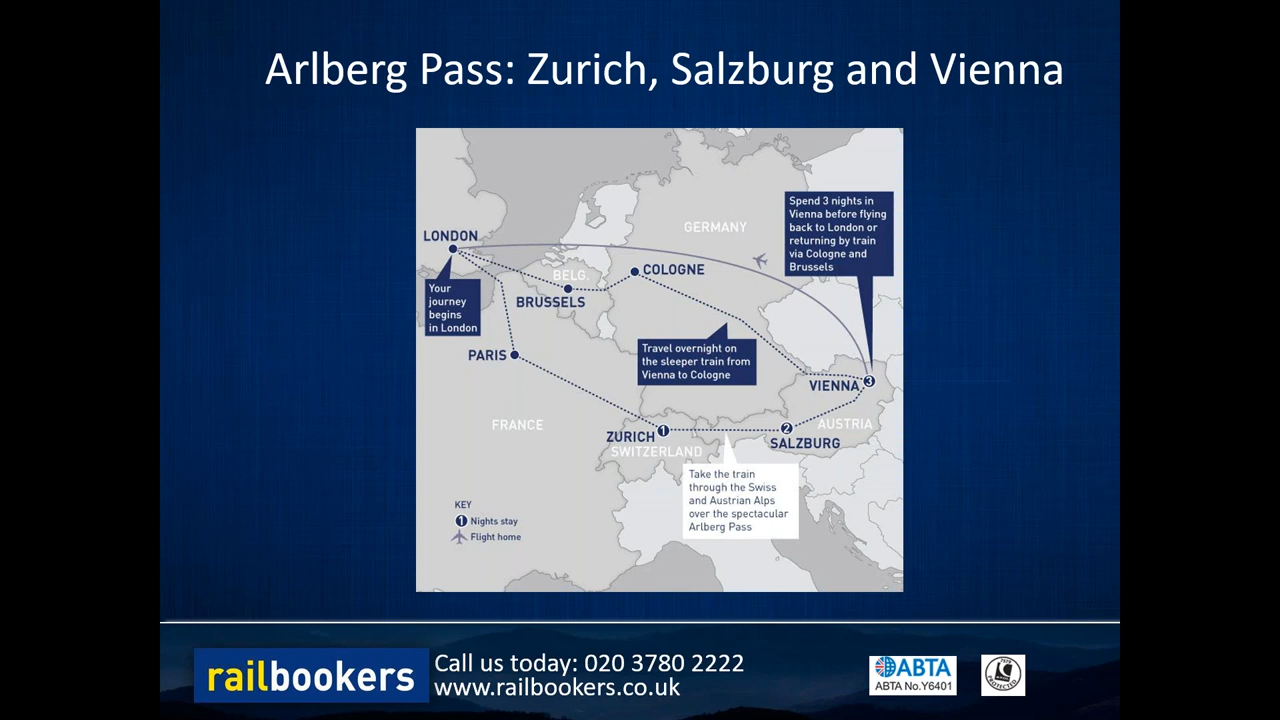 Arlberg Pass: Zurich, Salzburg and Vienna
LONDON
Your
journey
begins
in London
GERMANY
Spend 3 nights in
Vienna before flying
back to London or
returning by train
via Cologne and
Brussels
BELG.
COLOGNE
BRUSSELS
PARIS
Travel overnight on
the sleeper train from
Vienna to Cologne
VIENNA 3
FRANCE
ZURICH 1
SWITZERLAND
2
SALZBURG
AUSTRIA
Take the train
through the Swiss
and Austrian Alps
over the spectacular
Arlberg Pass
KEY
1 Nights stay
Flight home
railbookers
Call us today: 020 3780 2222
www.railbookers.co.uk
ABTA
ABTA No.Y6401
PROTECTED